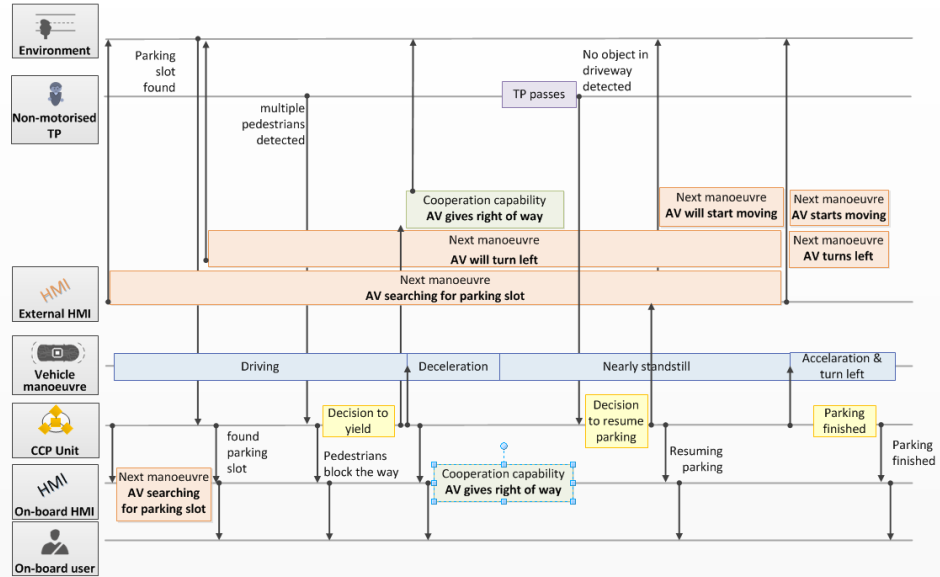 Environment
Parking
slot
found
No object in
driveway
detected
Non-motorised
TP
multiple
pedestrians
detected
TP passes
Cooperation capability
AV gives right of way
Next manoeuvre
AV will start moving
Next manoeuvre
AV starts moving
Next manoeuvre
AV will turn left
Next manoeuvre
AV turns left
HMI
External HMI
Next manoeuvre
AV searching for parking slot
Vehicle
manoeuvre
Driving
Deceleration
Nearly standstill
Accelaration &
turn left
CCP Unit
Decision to
yield
Decision
to resume
parking
Parking
finished
found
parking
slot
Pedestrians
block the way
Resuming
parking
Parking
finished
HMI
On-board HMI
Next manoeuvre
AV searching
for parking slot
Cooperation capability
AV gives right of way
On-board user